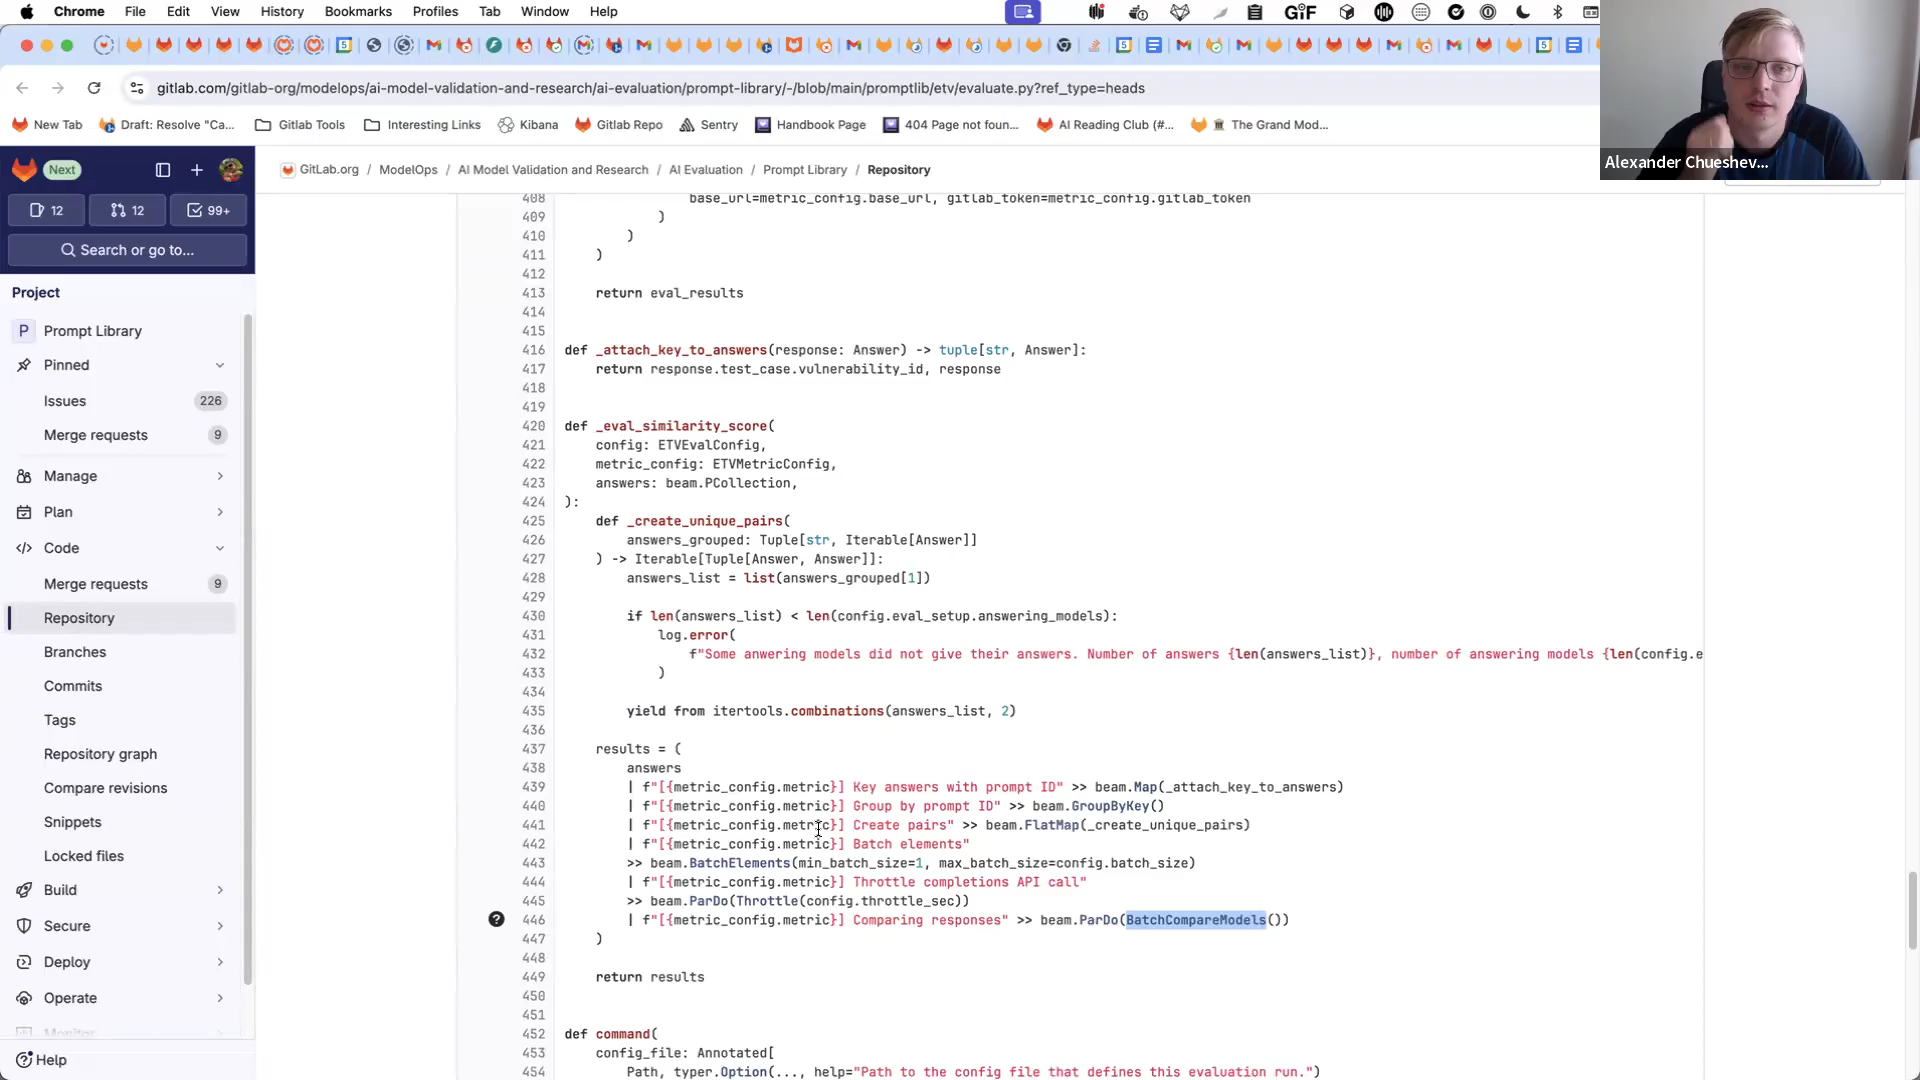 Chrome File Edit View History Bookmarks Profiles Tab Window Help
GIF
gitlab.com/gitlab-org/modelops/ai-model-validation-and-research/ai-evaluation/prompt-library/-/blob/main/promptlib/etv/evaluate.py?ref_type=heads
New Tab Draft: Resolve "Ca... Gitlab Tools Interesting Links Kibana Gitlab Repo Sentry Handbook Page 404 Page not foun... AI Reading Club (#... The Grand Mod...
Alexander Chueshev...
Next
GitLab.org / ModelOps / AI Model Validation and Research / AI Evaluation / Prompt Library / Repository
12 12 99+
Search or go to...
Project
P Prompt Library
Pinned
Issues 226
Merge requests 9
Manage
Plan
Code
Merge requests 9
Repository
Branches
Commits
Tags
Repository graph
Compare revisions
Snippets
Locked files
Build
Secure
Deploy
Operate
Monitor
Help
408 base_url=metric_config.base_url, gitlab_token=metric_config.gitlab_token
409 )
410 )
411 )
412
413 return eval_results
414
415
416 def _attach_key_to_answers(response: Answer) -> tuple[str, Answer]:
417 return response.test_case.vulnerability_id, response
418
419
420 def _eval_similarity_score(
421 config: ETVEvalConfig,
422 metric_config: ETVMetricConfig,
423 answers: beam.PCollection,
424 ):
425 def _create_unique_pairs(
426 answers_grouped: Tuple[str, Iterable[Answer]]
427 ) -> Iterable[Tuple[Answer, Answer]]:
428 answers_list = list(answers_grouped[1])
429
430 if len(answers_list) < len(config.eval_setup.answering_models):
431 log.error(
432 f"Some anwering models did not give their answers. Number of answers {len(answers_list)}, number of answering models {len(config.e
433 )
434
435 yield from itertools.combinations(answers_list, 2)
436
437 results = (
438 answers
439 | f"[{metric_config.metric}] Key answers with prompt ID" >> beam.Map(_attach_key_to_answers)
440 | f"[{metric_config.metric}] Group by prompt ID" >> beam.GroupByKey()
441 | f"[{metric_config.metric}] Create pairs" >> beam.FlatMap(_create_unique_pairs)
442 | f"[{metric_config.metric}] Batch elements"
443 >> beam.BatchElements(min_batch_size=1, max_batch_size=config.batch_size)
444 | f"[{metric_config.metric}] Throttle completions API call"
445 >> beam.ParDo(Throttle(config.throttle_sec))
446 | f"[{metric_config.metric}] Comparing responses" >> beam.ParDo(BatchCompareModels())
447 )
448
449 return results
450
451
452 def command(
453 config_file: Annotated[
454 Path, typer.Option(..., help="Path to the config file that defines this evaluation run.")